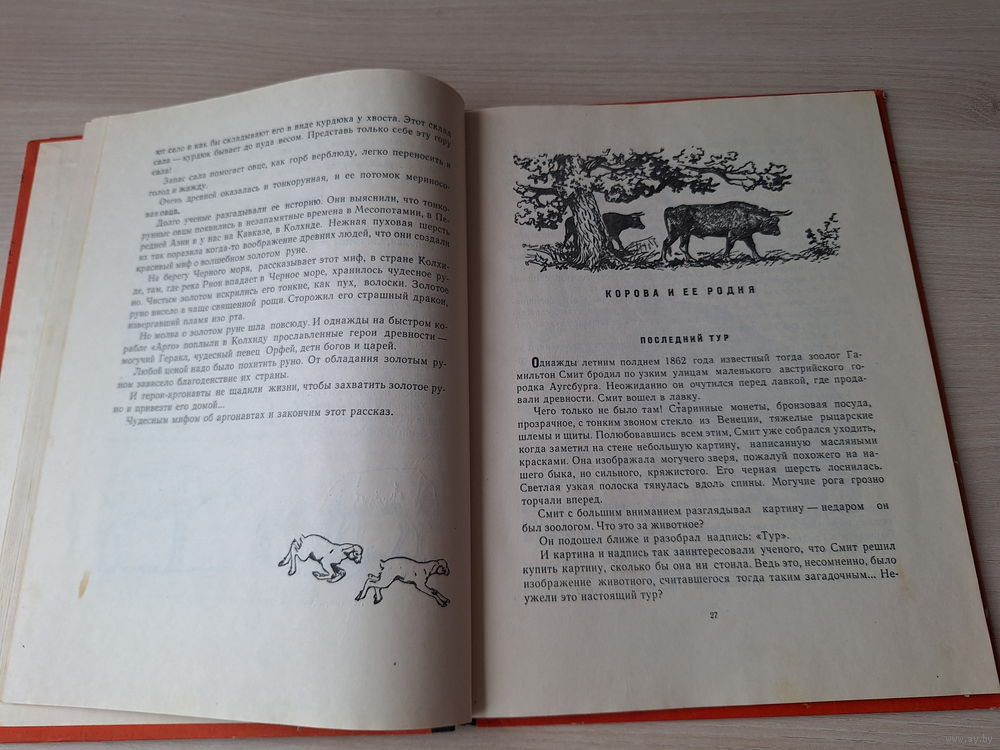 ют сало и как бы складывают его в виде курдюка у хвоста. Этот склад
сала — курдюк бывает до пуда весом. Представь только себе эту гору
сала!
Запас сала помогает овце, как горб верблюду, легко переносить и
голод и жажду.
Очень древней оказалась и тонкорунная, и ее потомок мериносо-
вая овца.
Долго ученые разгадывали ее историю. Они выяснили, что тонко-
рунные овцы появились в незапамятные времена в Месопотамии, в Пе-
редней Азии и у нас на Кавказе, в Колхиде. Нежная пуховая шерсть
их так поразила когда-то воображение древних людей, что они создали
красивый миф о волшебном золотом руне.
На берегу Черного моря, рассказывает этот миф, в стране Колхи-
де, там, где река Рион впадает в Черное море, хранилось чудесное ру-
но. Чистым золотом искрились его тонкие, как пух, волоски. Золотое
руно висело в чаще священной рощи. Сторожил его страшный дракон,
извергавший пламя изо рта.
Но молва о золотом руне шла повсюду. И однажды на быстром ко-
рабле «Арго» поплыли в Колхиду прославленные герои древности —
могучий Геракл, чудесный певец Орфей, дети богов и царей.
Любой ценой надо было похитить руно. От обладания золотым ру-
ном зависело благоденствие их страны.
И герои-аргонавты не щадили жизни, чтобы захватить золотое ру-
но и привезти его домой...
Чудесным мифом об аргонавтах и закончим этот рассказ.
КОРОВА И ЕЕ РОДНЯ
ПОСЛЕДНИЙ ТУР
Однажды летним полднем 1862 года известный тогда зоолог Га-
мильтон Смит бродил по узким улицам маленького австрийского го-
родка Аугсбурга. Неожиданно он очутился перед лавкой, где прода-
вали древности. Смит вошел в лавку.
Чего только не было там! Старинные монеты, бронзовая посуда,
прозрачное, с тонким звоном стекло из Венеции, тяжелые рыцарские
шлемы и щиты. Полюбовавшись всем этим, Смит уже собрался уходить,
когда заметил на стене небольшую картину, написанную масляными
красками. Она изображала могучего зверя, пожалуй похожего на на-
шего быка, но сильного, кряжистого. Его черная шерсть лоснилась.
Светлая узкая полоска тянулась вдоль спины. Могучие рога грозно
торчали вперед.
Смит с большим вниманием разглядывал картину — недаром он
был зоологом. Что это за животное?
Он подошел ближе и разобрал надпись: «Тур».
И картина и надпись так заинтересовали ученого, что Смит решил
купить картину, сколько бы она ни стоила. Ведь это, несомненно, было
изображение животного, считавшегося тогда таким загадочным... Не-
ужели это настоящий тур?
27
www.ay.by